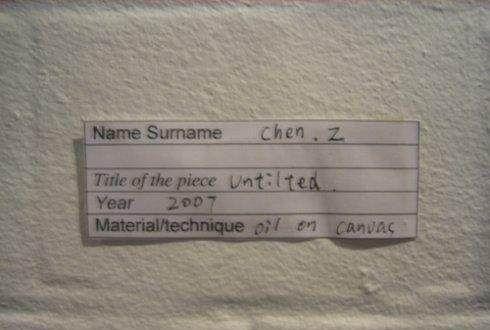 Name Surname chen. Z
Title of the piece Untilted.
Year 2007
Material/technique oil on canvas